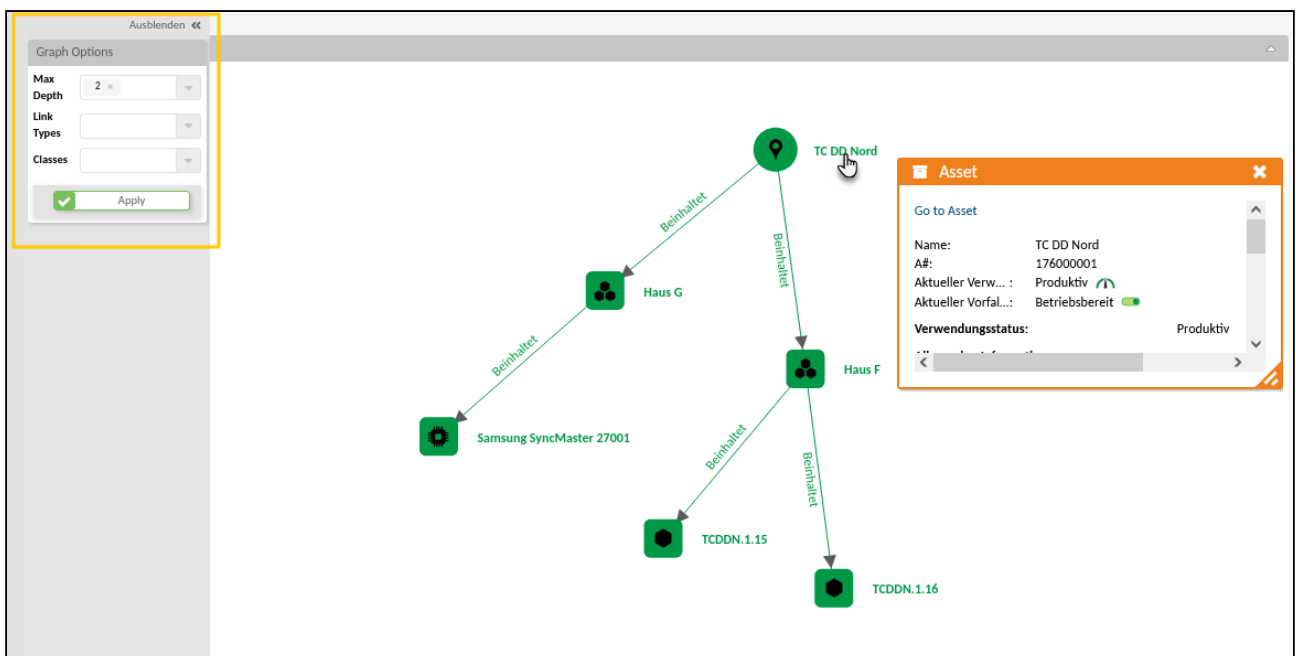 Ausblenden «
Graph Options
Max Depth
2 ×
Link Types
Classes
Apply
TC DD Nord
Beinhaltet
Beinhaltet
Haus G
Haus F
Beinhaltet
Samsung SyncMaster 27001
Beinhaltet
Beinhaltet
TCDDN.1.15
TCDDN.1.16
Asset
Go to Asset
Name: TC DD Nord
A#: 176000001
Aktueller Verw... : Produktiv
Aktueller Vorfal...: Betriebsbereit
Verwendungsstatus: Produktiv